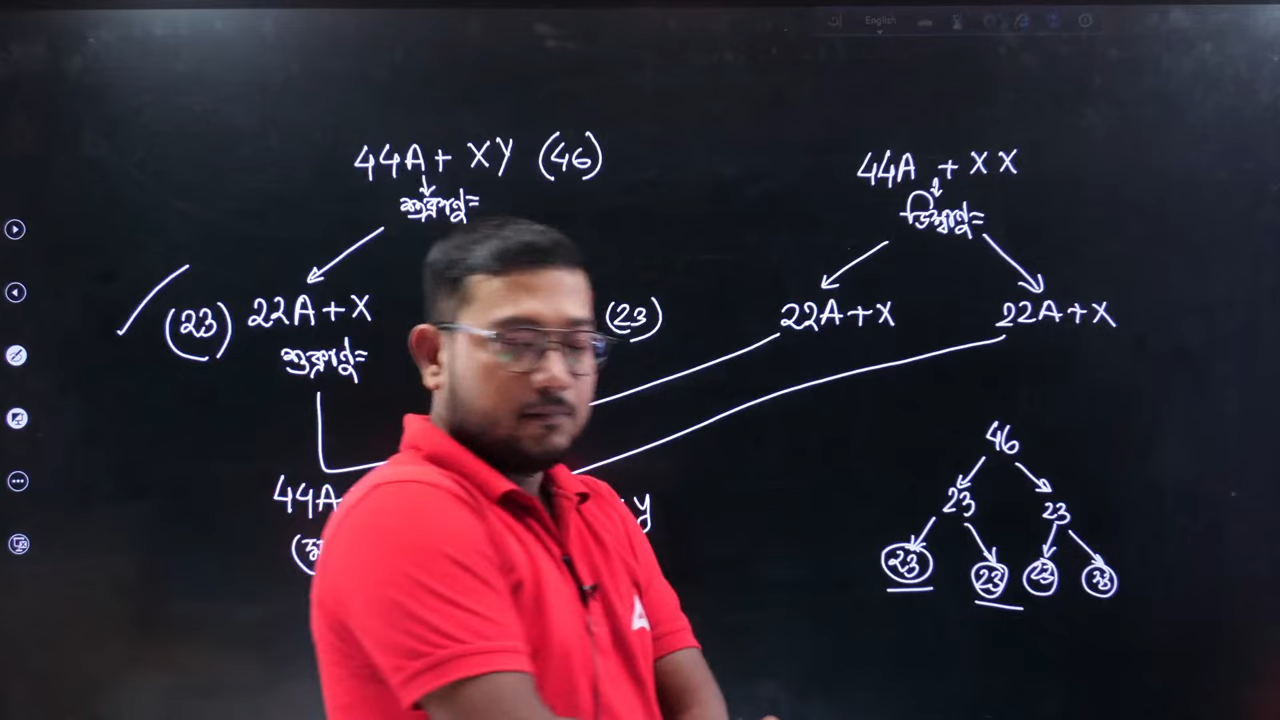 English
44A + XY (46)
44A + XX
(23) 22A + X
(23)
22A + X
22A + X
শুক্রাণু=
46
44A
y
23
23
23
23
23
23